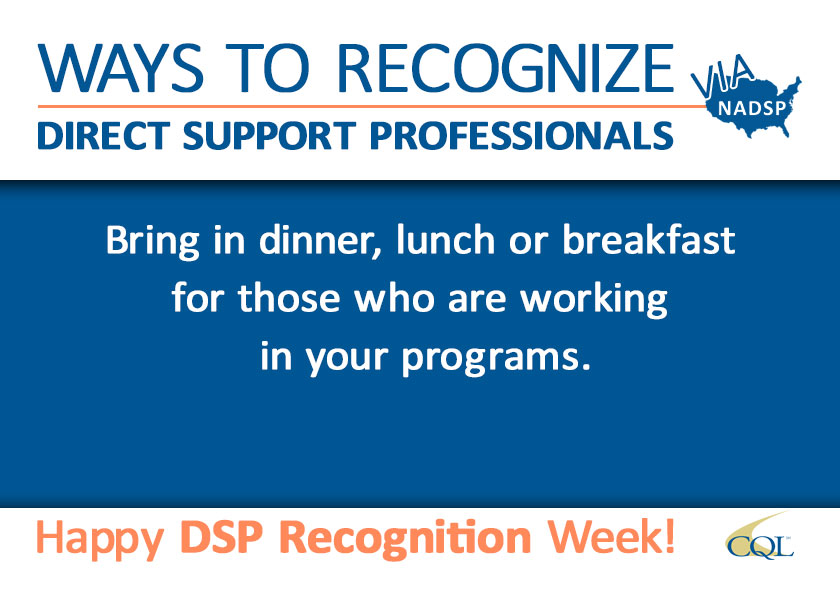 WAYS TO RECOGNIZE
VIA
NADSP
DIRECT SUPPORT PROFESSIONALS
Bring in dinner, lunch or breakfast
for those who are working
in your programs.
Happy DSP Recognition Week!
CQL™